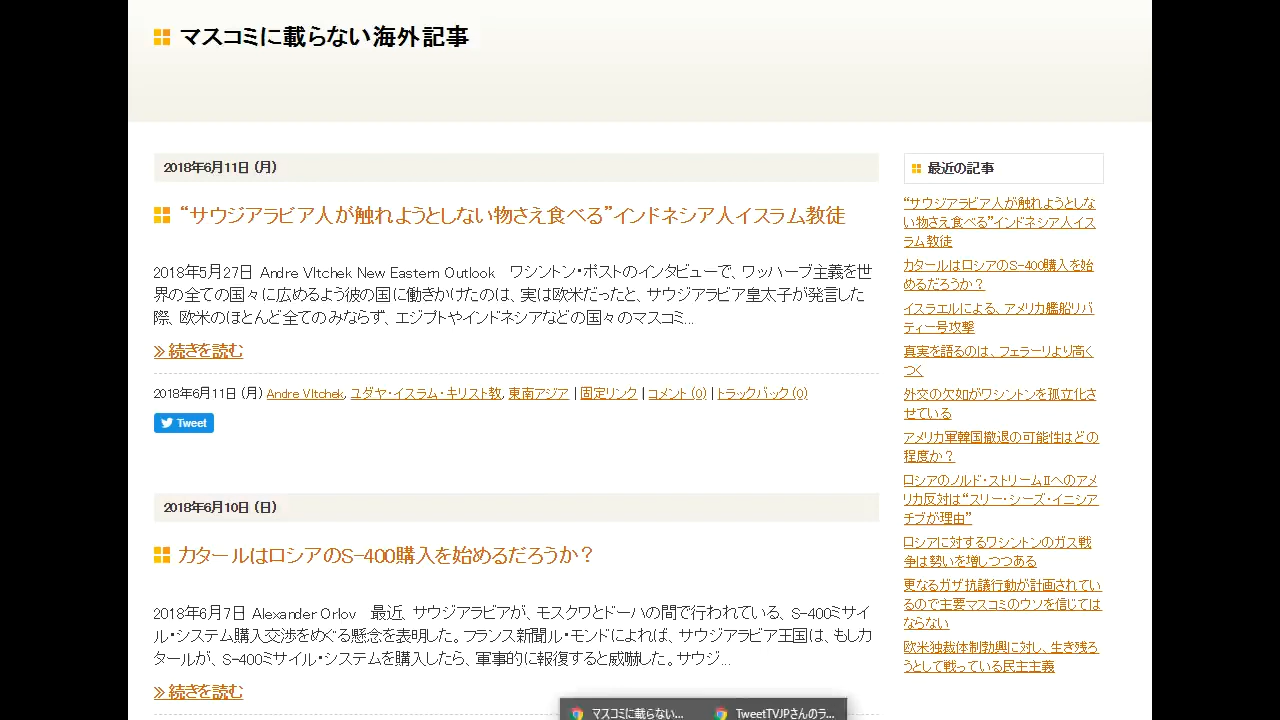 マスコミに載らない海外記事
2018年6月11日 (月)
“サウジアラビア人が触れようとしない物さえ食べる”インドネシア人イスラム教徒
2018年5月27日 Andre Vltchek New Eastern Outlook ワシントン・ポストのインタビューで、ワッハーブ主義を世
界の全ての国々に広めるよう彼の国に働きかけたのは、実は欧米だったと、サウジアラビア皇太子が発言した
際、欧米のほとんど全てのみならず、エジプトやインドネシアなどの国々のマスコミ...
≫ 続きを読む
2018年6月11日 (月) Andre Vltchek, ユダヤ・イスラム・キリスト教, 東南アジア | 固定リンク | コメント (0) | トラックバック (0)
Tweet
2018年6月10日 (日)
カタールはロシアのS-400購入を始めるだろうか？
2018年6月7日 Alexander Orlov 最近、サウジアラビアが、モスクワとドーハの間で行われている、S-400ミサイ
ル・システム購入交渉をめぐる懸念を表明した。フランス新聞ル・モンドによれば、サウジアラビア王国は、もしカ
タールが、S-400ミサイル・システムを購入したら、軍事的に報復すると威嚇した。サウジ...
≫ 続きを読む
最近の記事
“サウジアラビア人が触れようとしな
い物さえ食べる”インドネシア人イス
ラム教徒
カタールはロシアのS-400購入を始
めるだろうか？
イスラエルによる、アメリカ艦船リバ
ティー号攻撃
真実を語るのは、フェラーリより高く
つく
外交の欠如がワシントンを孤立化さ
せている
アメリカ軍韓国撤退の可能性はどの
程度か？
ロシアのノルド・ストリームⅡへのアメ
リカ反対は“スリー・シーズ・イニシア
チブが理由”
ロシアに対するワシントンのガス戦
争は勢いを増しつつある
更なるガザ抗議行動が計画されてい
るので主要マスコミのウソを信じては
ならない
欧米独裁体制勃興に対し、生き残ろ
うとして戦っている民主主義
マスコミに載らない...
TweetTVJPさんのラ...